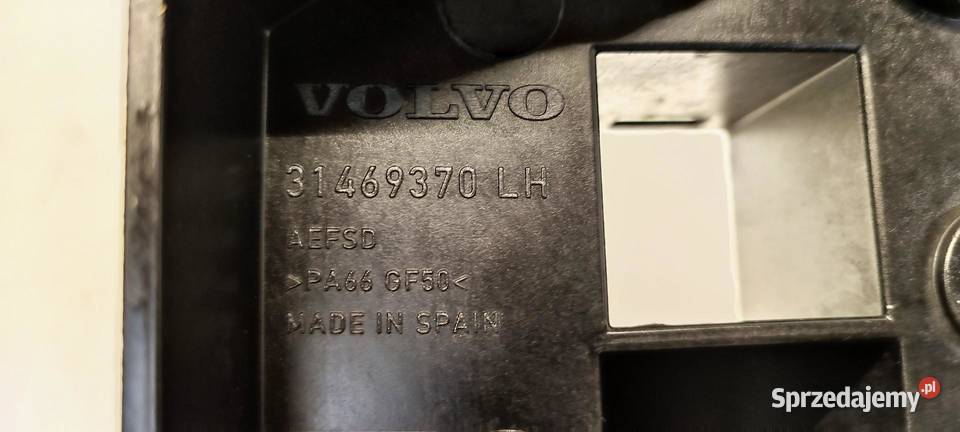 VOLVO
31469370 LH
AEFSD
>PA66 GF50<
MADE IN SPAIN
Sprzedajemy.pl